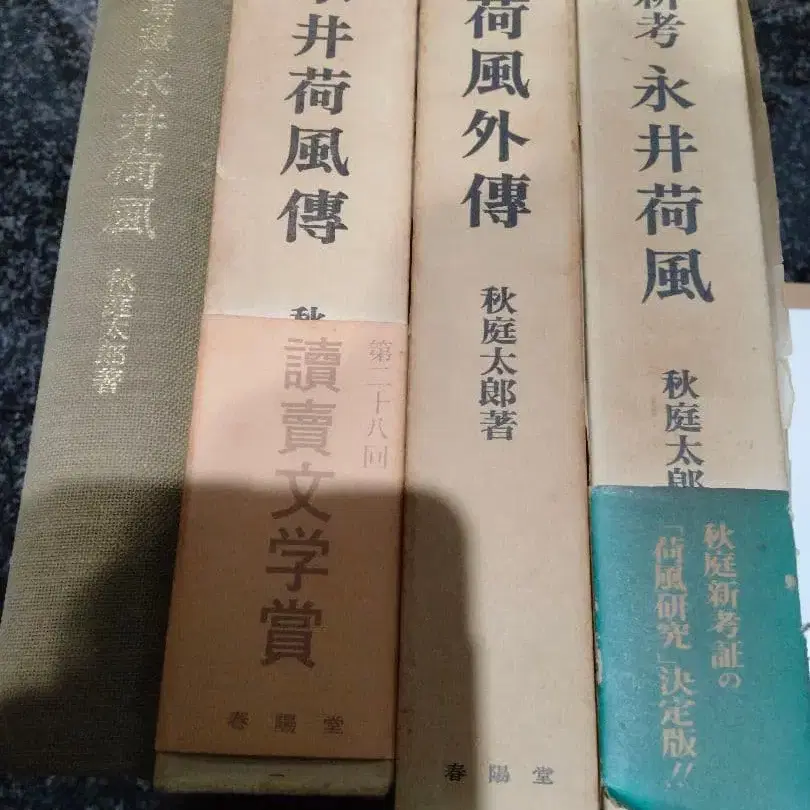 永井荷風
秋庭太郎著
井荷風傳
秋
第二十八回
讀賣文学賞
春陽堂
荷風外傳
秋庭太郎著
春陽堂
新考 永井荷風
秋庭太郎
秋庭新考証の
「荷風研究」決定版!!